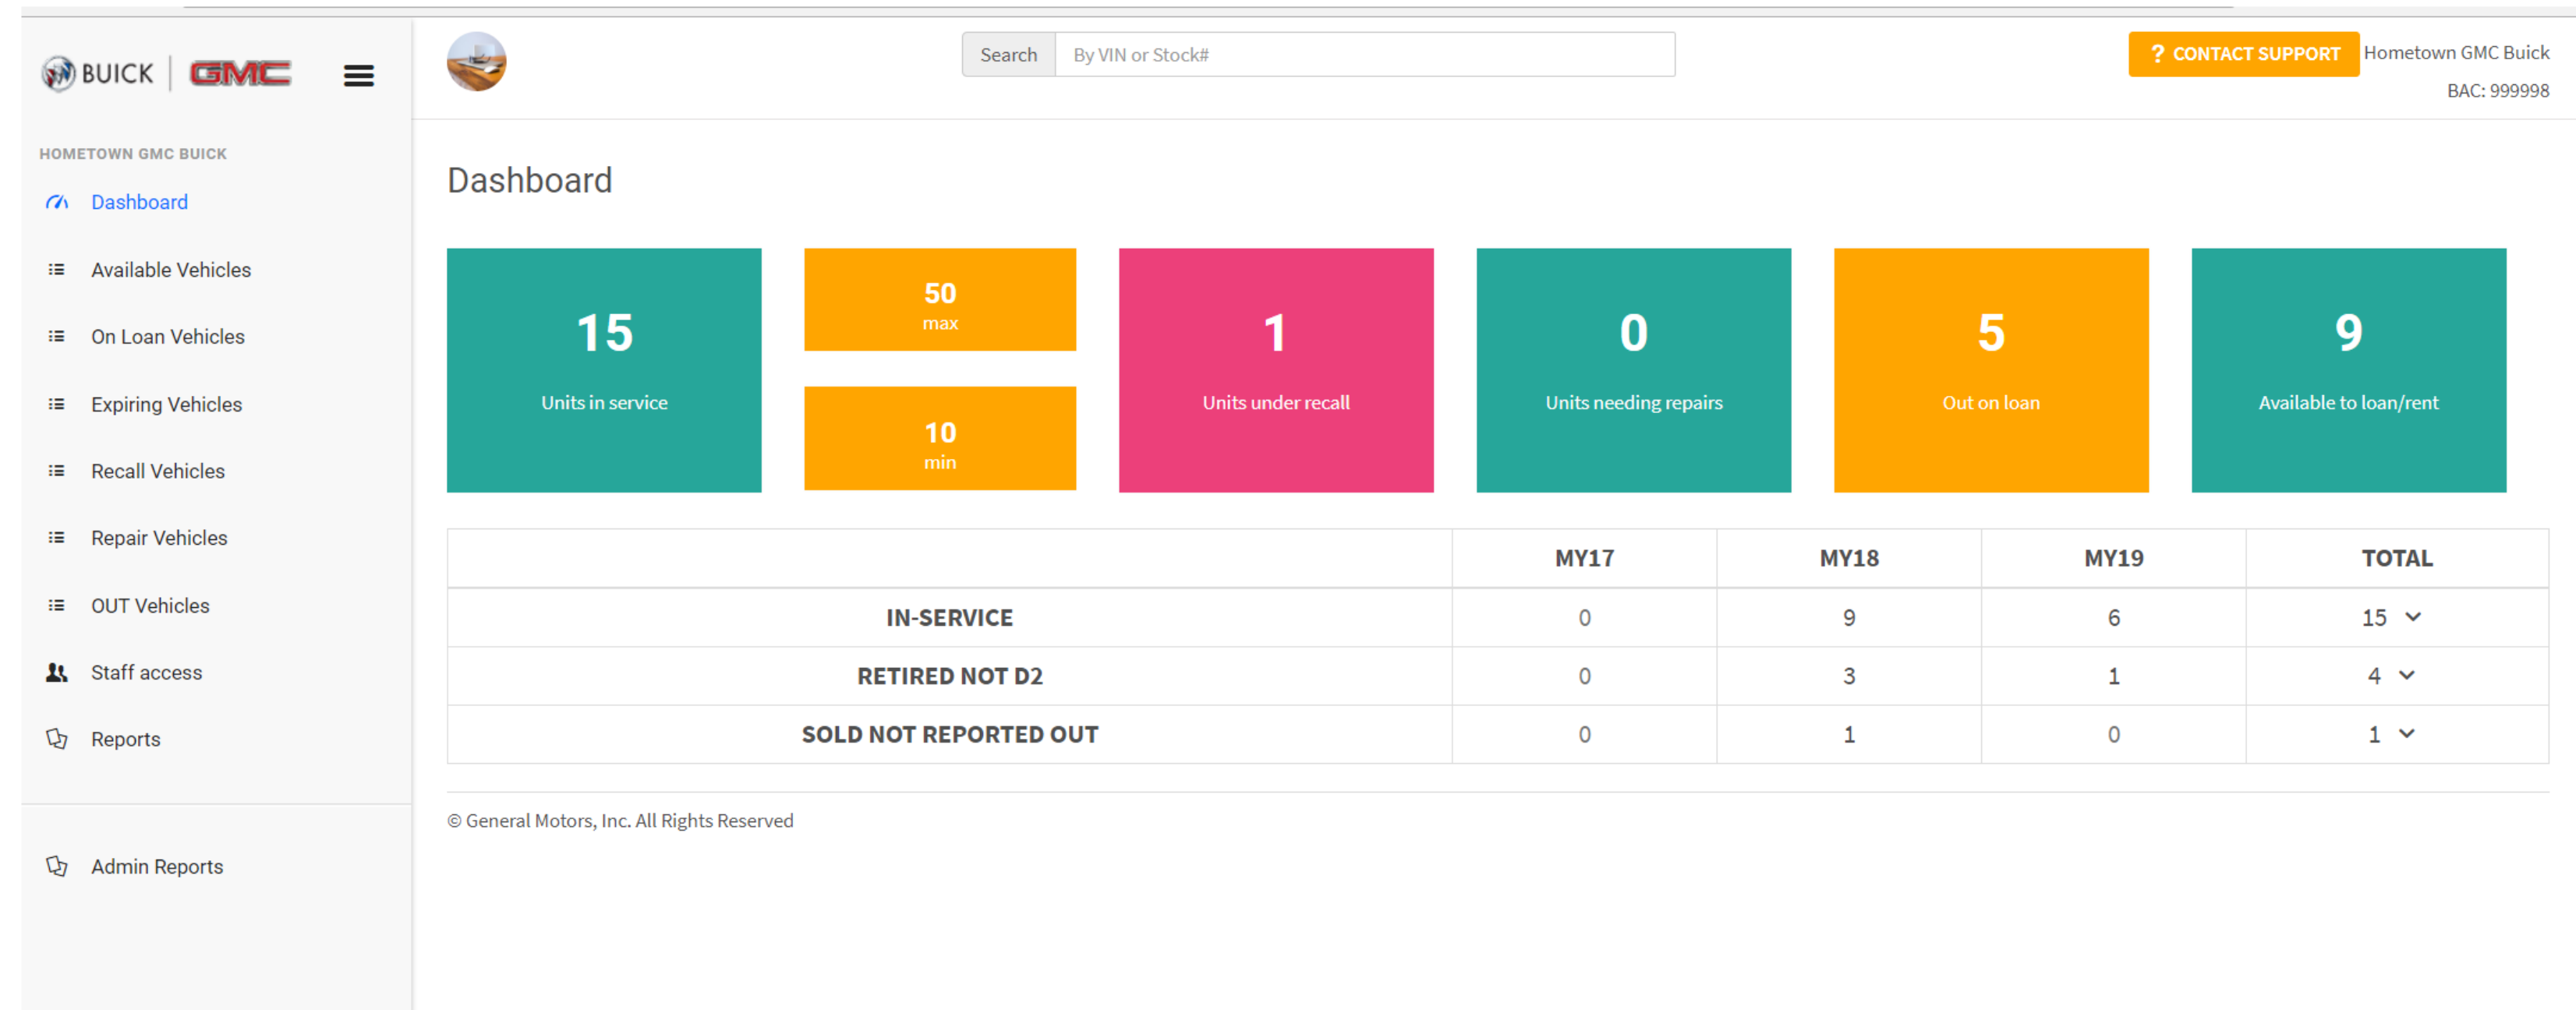 BUICK | GMC
Search By VIN or Stock#
? CONTACT SUPPORT Hometown GMC Buick
BAC: 999998
HOMETOWN GMC BUICK
Dashboard
Available Vehicles
On Loan Vehicles
Expiring Vehicles
Recall Vehicles
Repair Vehicles
OUT Vehicles
Staff access
Reports
Admin Reports
Dashboard
15
Units in service
50
max
10
min
1
Units under recall
0
Units needing repairs
5
Out on loan
9
Available to loan/rent
MY17 MY18 MY19 TOTAL
IN-SERVICE 0 9 6 15
RETIRED NOT D2 0 3 1 4
SOLD NOT REPORTED OUT 0 1 0 1
© General Motors, Inc. All Rights Reserved